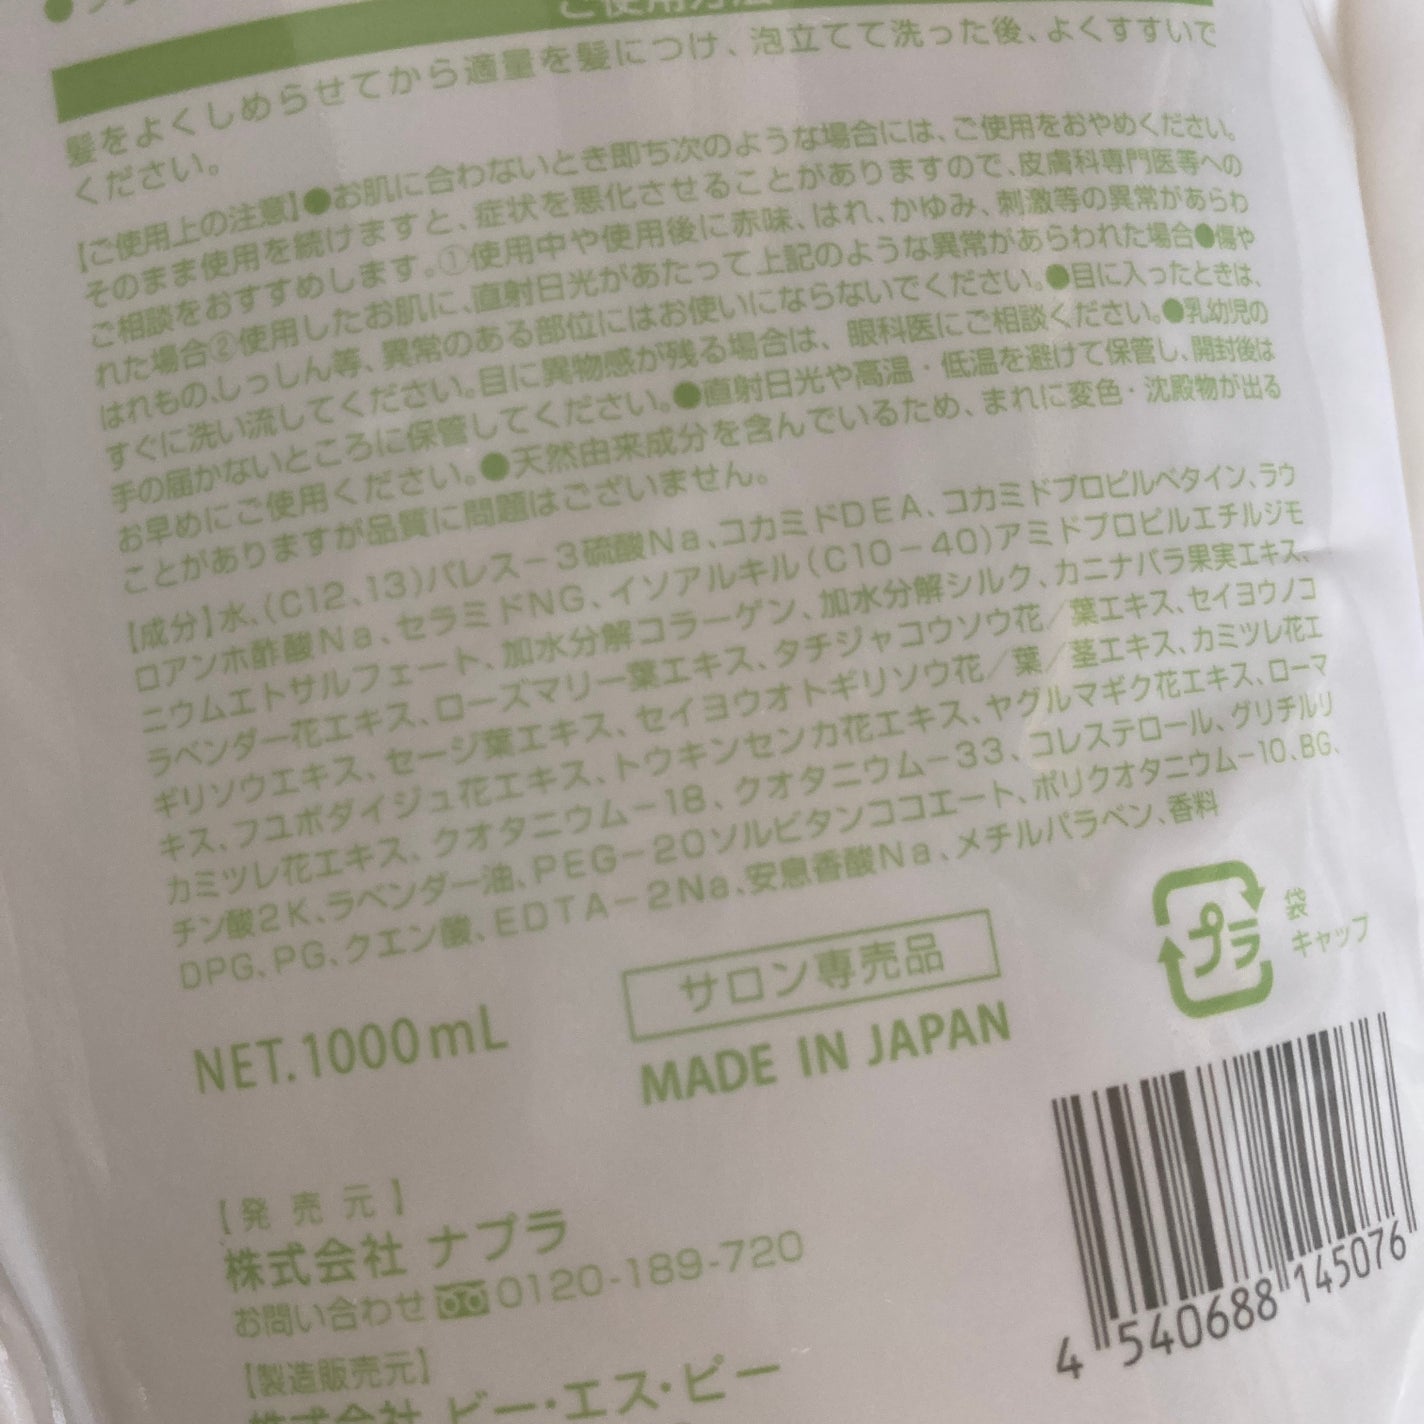 ご使用方法
髪をよくしめらせてから適量を髪につけ、泡立てて洗った後、よくすすいで
ください。
【ご使用上の注意】●お肌に合わないとき即ち次のような場合には、ご使用をおやめください。
そのまま使用を続けますと、症状を悪化させることがありますので、皮膚科専門医等への
ご相談をおすすめします。①使用中や使用後に赤味、はれ、かゆみ、刺激等の異常があらわ
れた場合②使用したお肌に、直射日光があたって上記のような異常があらわれた場合●傷や
はれもの、しっしん等、異常のある部位にはお使いにならないでください。●目に入ったときは、
すぐに洗い流してください。目に異物感が残る場合は、眼科医にご相談ください。●乳幼児の
手の届かないところに保管してください。●直射日光や高温・低温を避けて保管し、開封後は
お早めにご使用ください。●天然由来成分を含んでいるため、まれに変色・沈殿物が出る
ことがありますが品質に問題はございません。
【成分】水、(C12、13)パレス-3硫酸Na、コカミドDEA、コカミドプロピルベタイン、ラウ
ロアンホ酢酸Na、セラミドNG、イソアルキル(C10-40)アミドプロピルエチルジモ
ニウムエトサルフェート、加水分解コラーゲン、加水分解シルク、カニナバラ果実エキス、
ラベンダー花エキス、ローズマリー葉エキス、タチジャコウソウ花/葉エキス、セイヨウノコ
ギリソウエキス、セージ葉エキス、セイヨウオトギリソウ花/葉/茎エキス、カミツレ花エ
キス、フユボダイジュ花エキス、トウキンセンカ花エキス、ヤグルマギク花エキス、ローマ
カミツレ花エキス、クオタニウム-18、クオタニウム-33、コレステロール、グリチルリ
チン酸2K、ラベンダー油、PEG-20ソルビタンココエート、ポリクオタニウム-10、BG、
DPG、PG、クエン酸、EDTA-2Na、安息香酸Na、メチルパラベン、香料
NET.1000mL
サロン専売品
MADE IN JAPAN
プラ
袋
キャップ
【発売元】
株式会社 ナプラ
お問い合わせ 0120-189-720
【製造販売元】
株式会社 ビー・エス・ビー
4 540688 145076